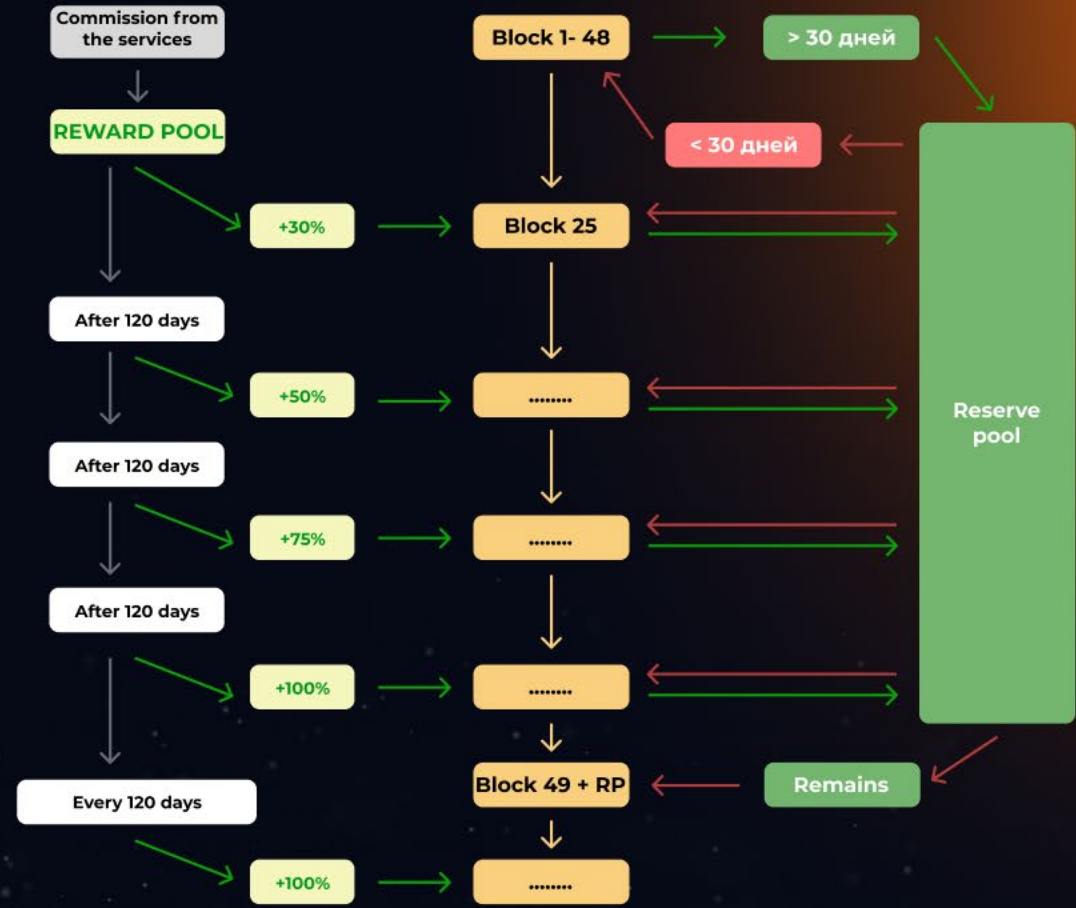 Commission from
the services
Block 1- 48
> 30 дней
REWARD POOL
< 30 дней
+30%
Block 25
After 120 days
+50%
........
Reserve
pool
After 120 days
+75%
........
After 120 days
+100%
........
Block 49 + RP
Remains
Every 120 days
+100%
........